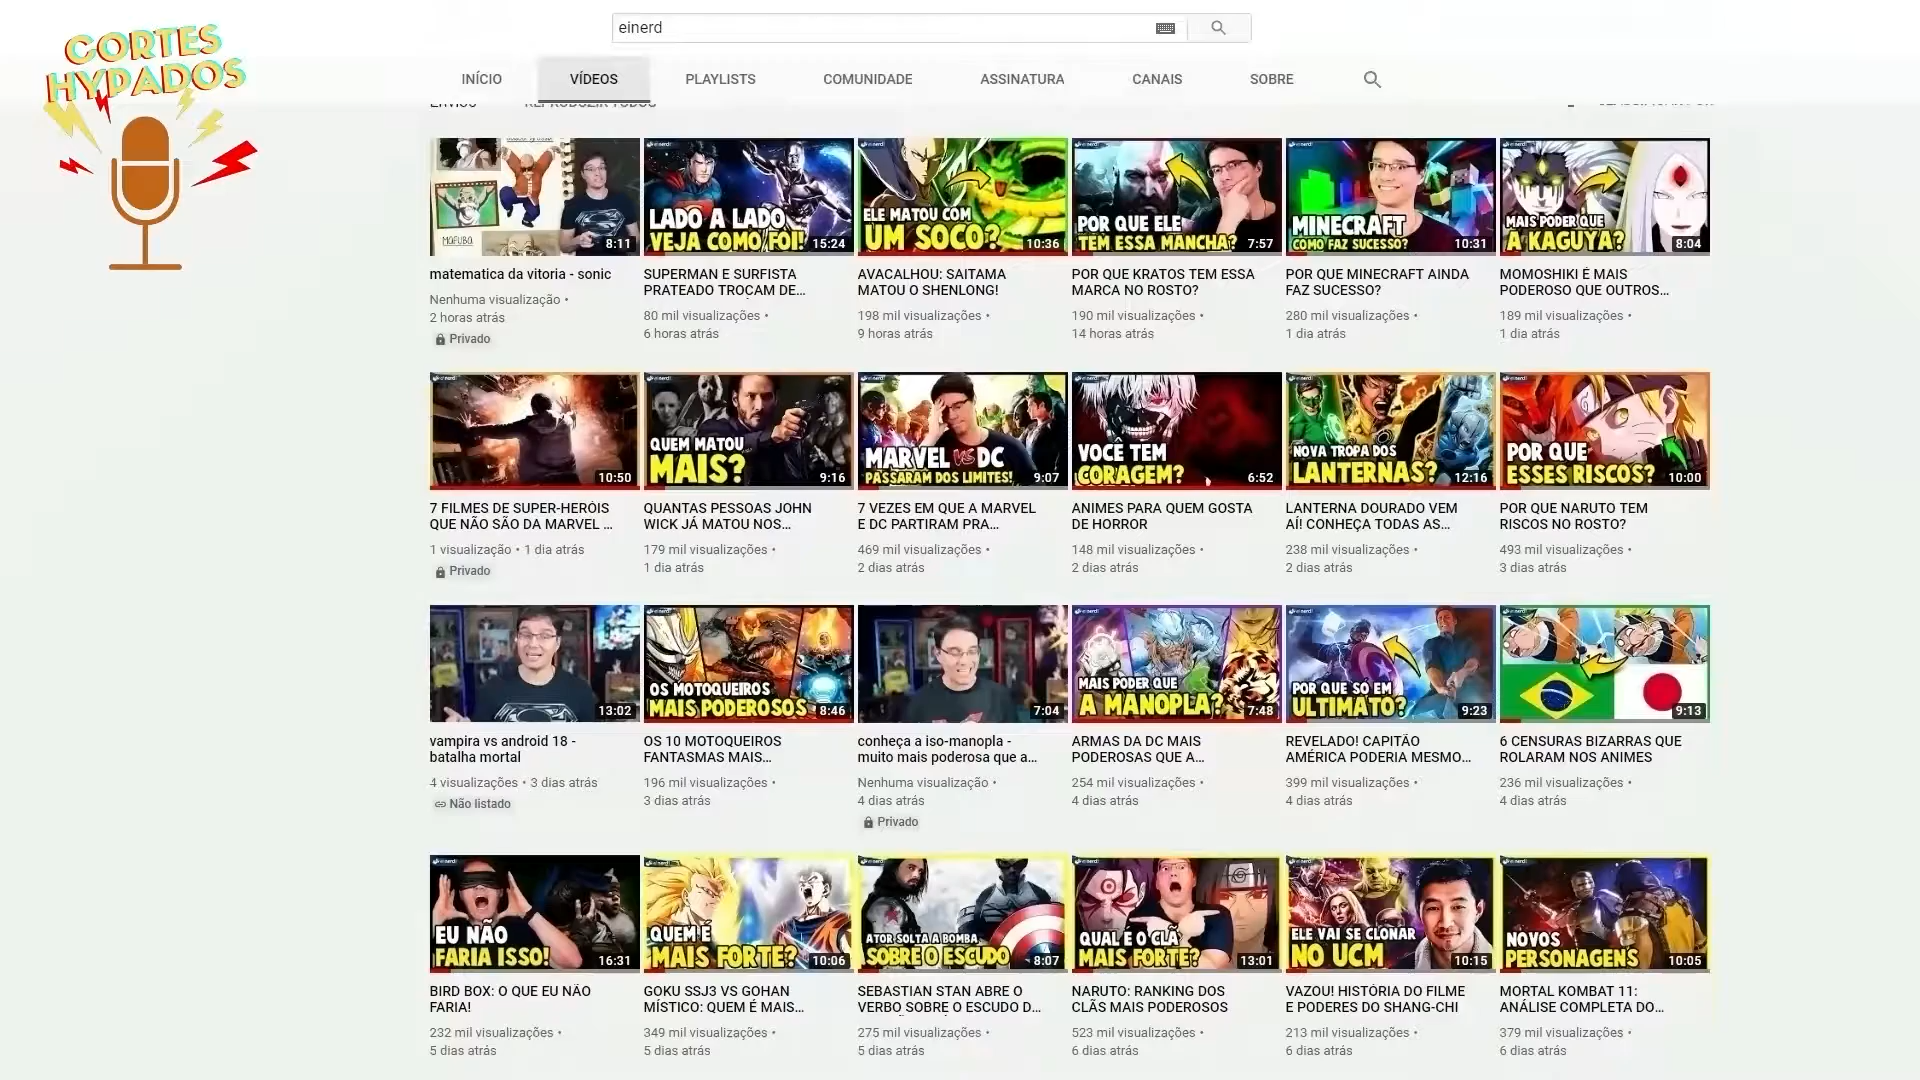 CORTES
HYPADOS
einerd
INÍCIO
VÍDEOS
PLAYLISTS
COMUNIDADE
ASSINATURA
CANAIS
SOBRE
MAFUBA
8:11
LADO A LADO
VEJA COMO FOI!
15:24
ELE MATOU COM
UM SOCO?
10:36
POR QUE ELE
TEM ESSA MANCHA?
7:57
MINECRAFT
COMO FAZ SUCESSO?
10:31
MAIS PODER QUE
A KAGUYA?
8:04
matematica da vitoria - sonic
Nenhuma visualização •
2 horas atrás
Privado
SUPERMAN E SURFISTA
PRATEADO TROCAM DE...
80 mil visualizações •
6 horas atrás
AVACALHOU: SAITAMA
MATOU O SHENLONG!
198 mil visualizações •
9 horas atrás
POR QUE KRATOS TEM ESSA
MARCA NO ROSTO?
190 mil visualizações •
14 horas atrás
POR QUE MINECRAFT AINDA
FAZ SUCESSO?
280 mil visualizações •
1 dia atrás
MOMOSHIKI É MAIS
PODEROSO QUE OUTROS...
189 mil visualizações •
1 dia atrás
10:50
QUEM MATOU
MAIS?
9:16
MARVEL VS DC
PASSARAM DOS LIMITES!
9:07
VOCÊ TEM
CORAGEM?
6:52
NOVA TROPA DOS
LANTERNAS?
12:16
POR QUE
ESSES RISCOS?
10:00
7 FILMES DE SUPER-HERÓIS
QUE NÃO SÃO DA MARVEL ...
1 visualização • 1 dia atrás
Privado
QUANTAS PESSOAS JOHN
WICK JÁ MATOU NOS...
179 mil visualizações •
1 dia atrás
7 VEZES EM QUE A MARVEL
E DC PARTIRAM PRA...
469 mil visualizações •
2 dias atrás
ANIMES PARA QUEM GOSTA
DE HORROR
148 mil visualizações •
2 dias atrás
LANTERNA DOURADO VEM
AÍ! CONHEÇA TODAS AS...
238 mil visualizações •
2 dias atrás
POR QUE NARUTO TEM
RISCOS NO ROSTO?
493 mil visualizações •
3 dias atrás
13:02
OS MOTOQUEIROS
MAIS PODEROSOS
8:46
7:04
MAIS PODER QUE
A MANOPLA?
7:48
POR QUE SÓ EM
ULTIMATO?
9:23
9:13
vampira vs android 18 -
batalha mortal
4 visualizações • 3 dias atrás
Não listado
OS 10 MOTOQUEIROS
FANTASMAS MAIS...
196 mil visualizações •
3 dias atrás
conheça a iso-manopla -
muito mais poderosa que a...
Nenhuma visualização •
4 dias atrás
Privado
ARMAS DA DC MAIS
PODEROSAS QUE A...
254 mil visualizações •
4 dias atrás
REVELADO! CAPITÃO
AMÉRICA PODERIA MESMO...
399 mil visualizações •
4 dias atrás
6 CENSURAS BIZARRAS QUE
ROLARAM NOS ANIMES
236 mil visualizações •
4 dias atrás
EU NÃO
FARIA ISSO!
16:31
QUEM É
MAIS FORTE?
10:06
ATOR SOLTA A BOMBA
SOBRE O ESCUDO
8:07
QUAL É O CLÃ
MAIS FORTE?
13:01
ELE VAI SE CLONAR
NO UCM
10:15
NOVOS
PERSONAGENS
10:05
BIRD BOX: O QUE EU NÃO
FARIA!
232 mil visualizações •
5 dias atrás
GOKU SSJ3 VS GOHAN
MÍSTICO: QUEM É MAIS...
349 mil visualizações •
5 dias atrás
SEBASTIAN STAN ABRE O
VERBO SOBRE O ESCUDO D...
275 mil visualizações •
5 dias atrás
NARUTO: RANKING DOS
CLÃS MAIS PODEROSOS
523 mil visualizações •
6 dias atrás
VAZOU! HISTÓRIA DO FILME
E PODERES DO SHANG-CHI
213 mil visualizações •
6 dias atrás
MORTAL KOMBAT 11:
ANÁLISE COMPLETA DO...
379 mil visualizações •
6 dias atrás